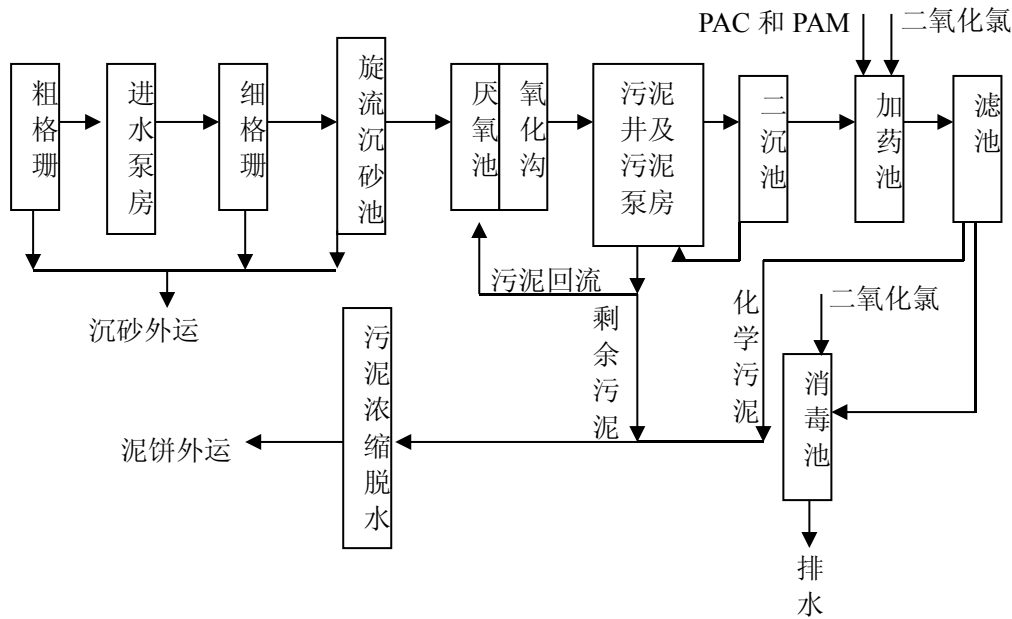 PAC 和 PAM
二氧化氯
粗格珊
进水泵房
细格珊
旋流沉砂池
厌氧池
氧化沟
污泥
井及
污泥
泵房
二沉池
加药池
滤池
污泥回流
沉砂外运
剩余污泥
化学污泥
二氧化氯
消毒池
污泥浓缩脱水
泥饼外运
排水